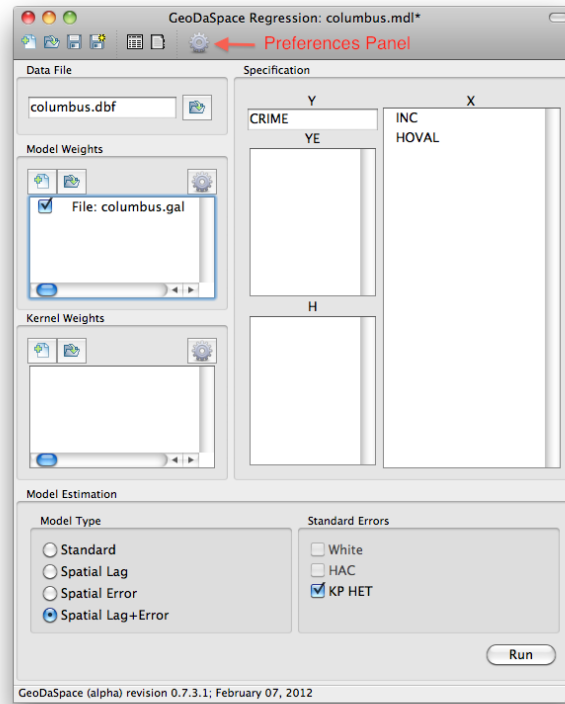 GeoDaSpace Regression: columbus.mdl*
Preferences Panel
Data File
columbus.dbf
Model Weights
File: columbus.gal
Kernel Weights
Specification
Y
CRIME
YE
H
X
INC
HOVAL
Model Estimation
Model Type
Standard
Spatial Lag
Spatial Error
Spatial Lag+Error
Standard Errors
White
HAC
KP HET
Run
GeoDaSpace (alpha) revision 0.7.3.1; February 07, 2012